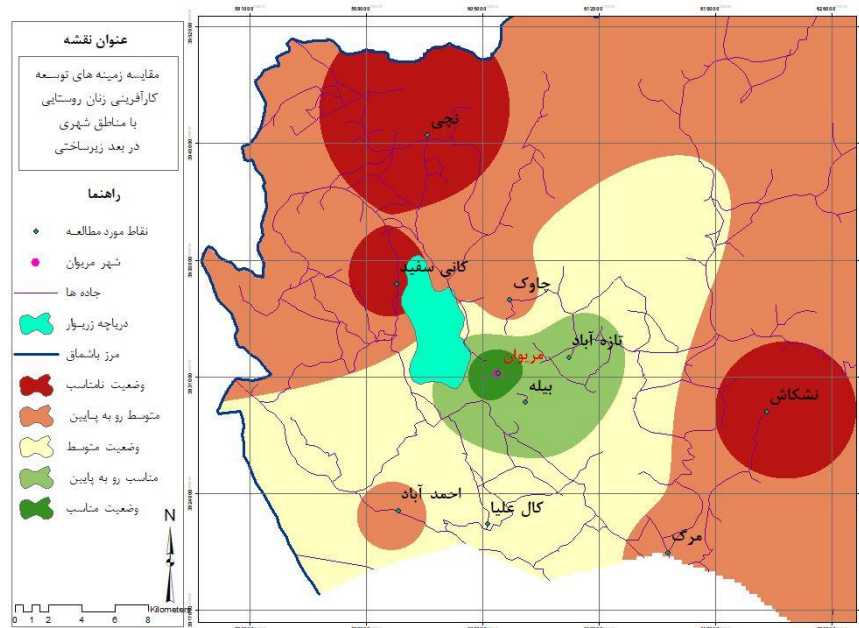 عنوان نقشه
مقایسه زمینه های توسعه
کارآفرینی زنان روستایی
با مناطق شهری
در بعد زیرساختی
راهنما
نقاط مورد مطالعه
شهر مریوان
جاده ها
دریاچه زریوار
مرز باشماق
وضعیت نامناسب
متوسط رو به پایین
وضعیت متوسط
مناسب رو به پایین
وضعیت مناسب
N
0 1 2 4 6 8
Kilometers
نچی
کانی سفید
چاوک
تازه آباد
مریوان
بیله
نشکاش
احمد آباد
کال علیا
مرگ